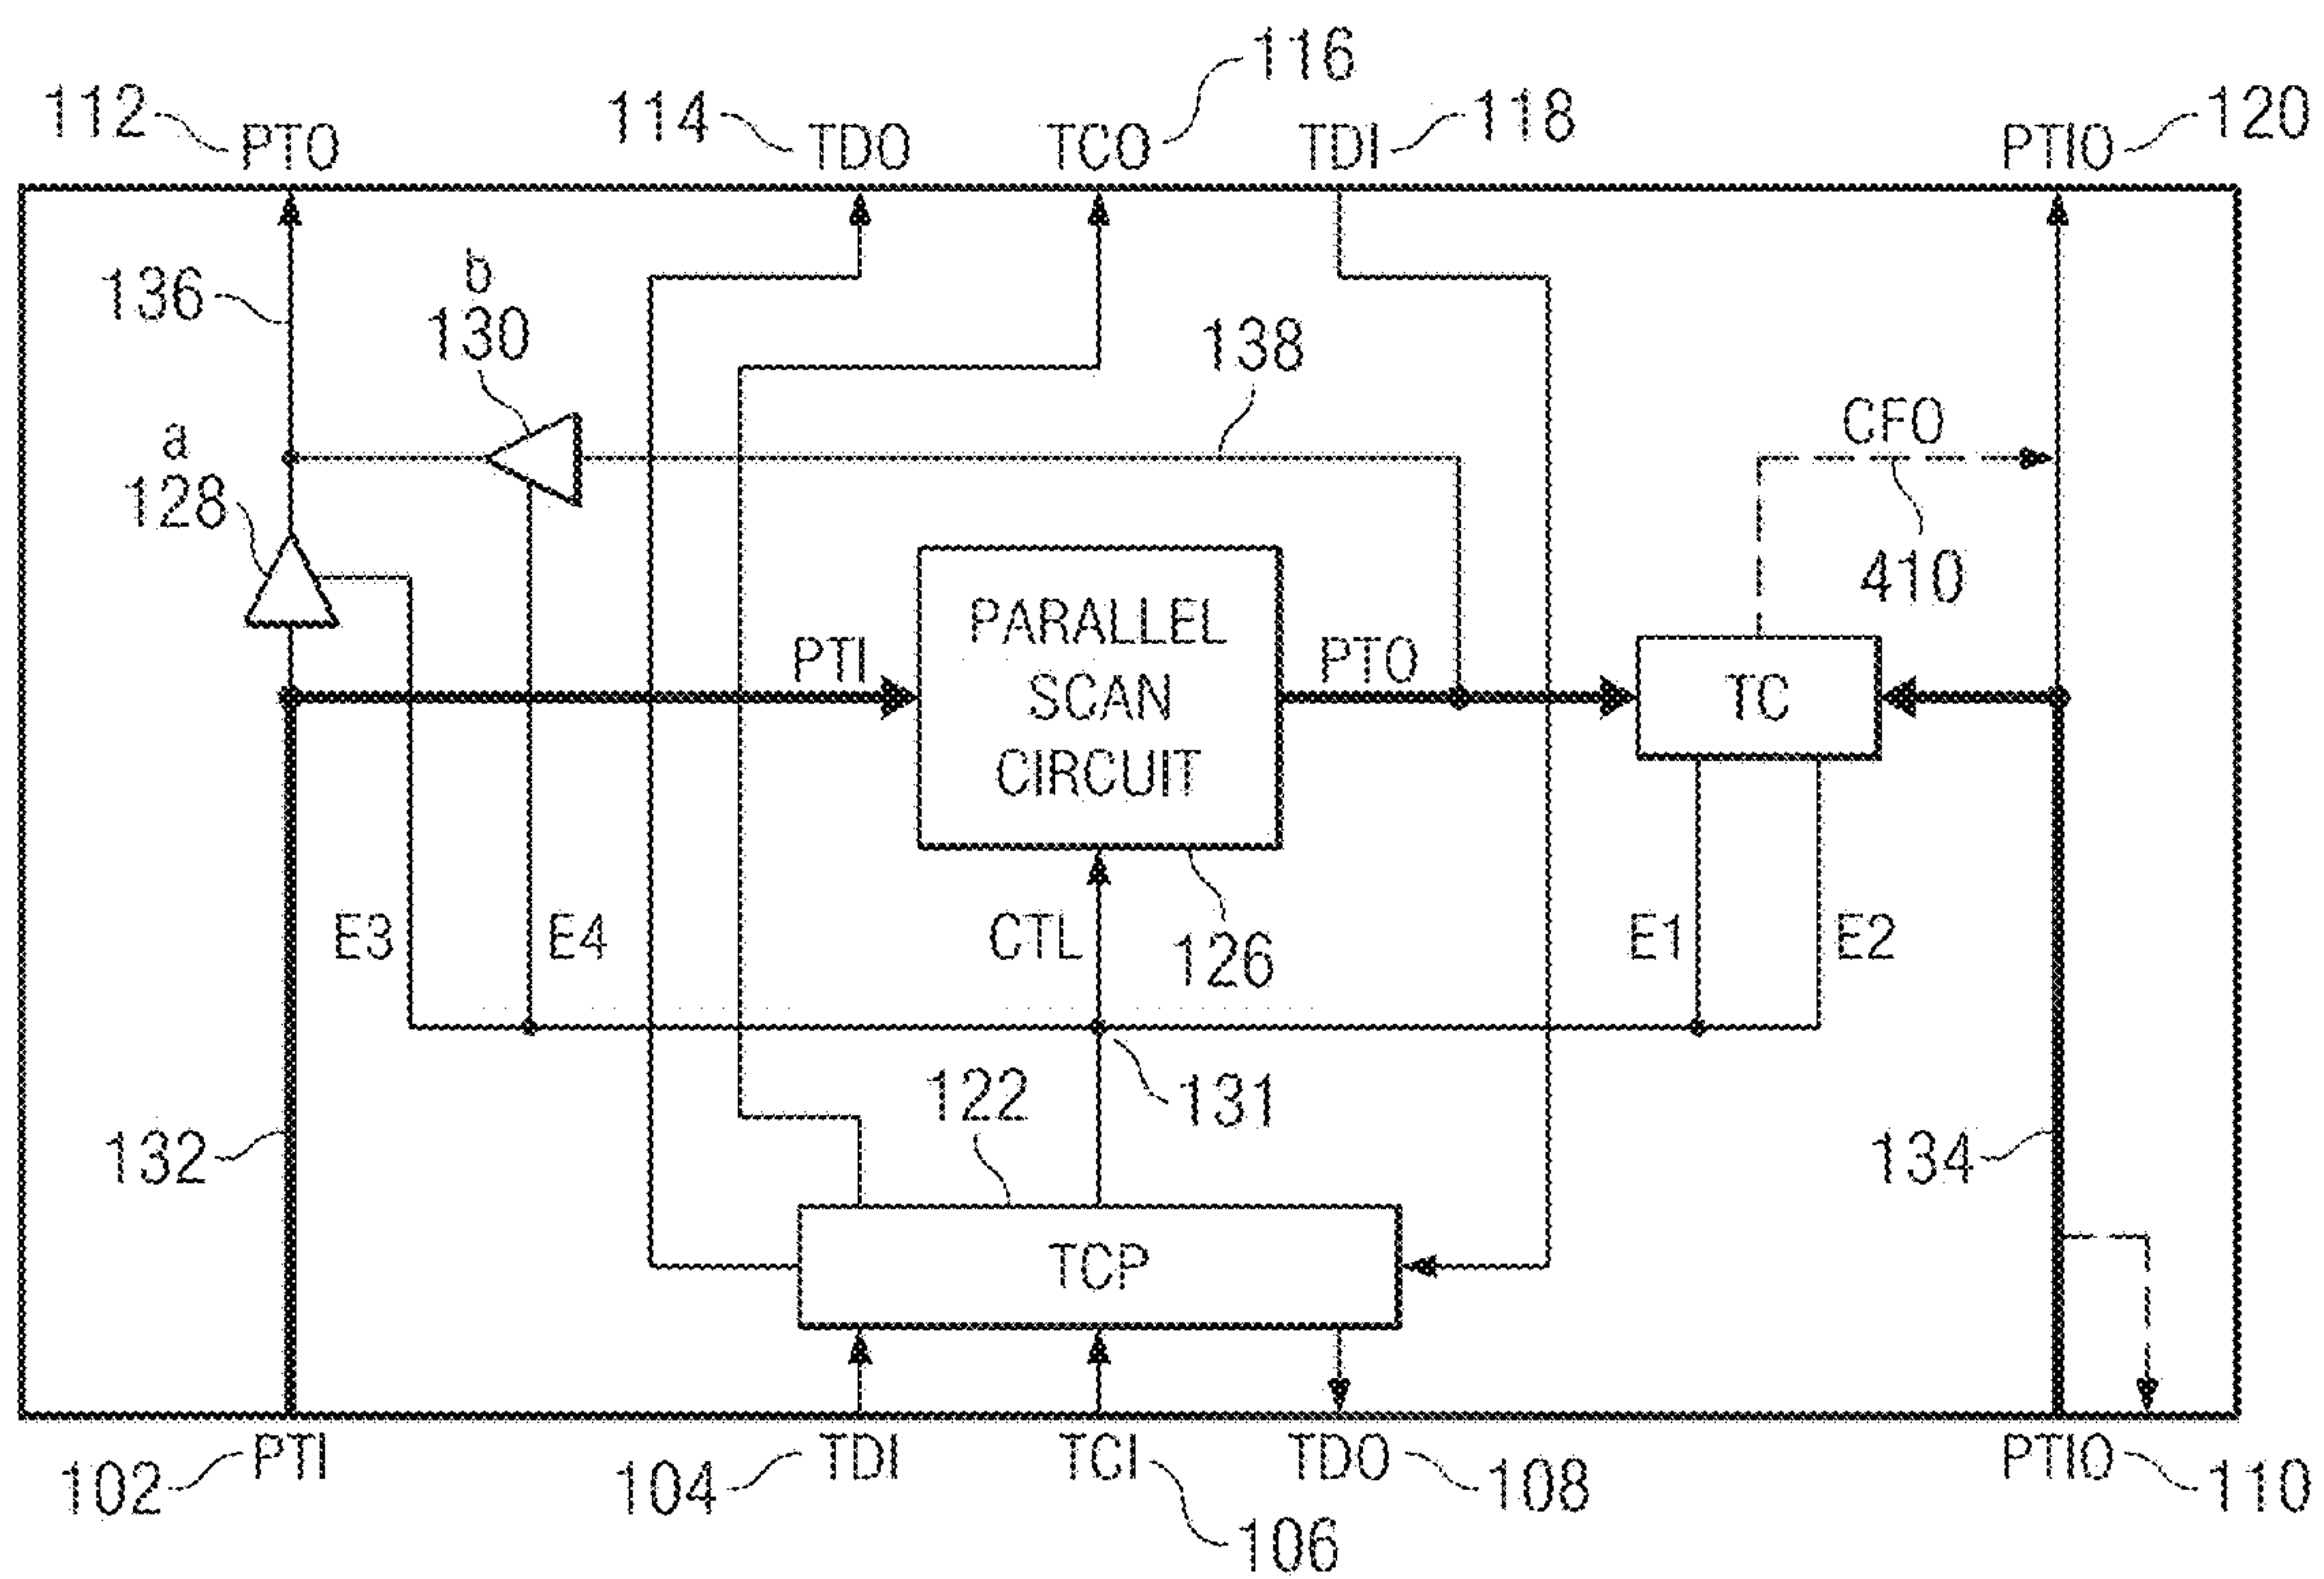 116
112 PTO
114 TDO
TCO
TDI 118
PTIO 120
136
b
130
138
a
128
CFO
410
PTI
PARALLEL
SCAN
CIRCUIT
PTO
TC
E3
E4
CTL
126
E1
E2
122
131
132
134
TCP
102 PTI
104 TDI
TCI
106
TDO 108
PTIO 110